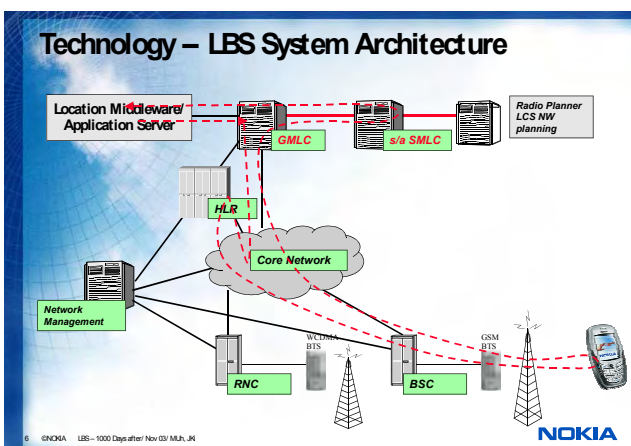 Technology – LBS System Architecture
Location Middleware/
Application Server
GMLC
s/a SMLC
Radio Planner
LCS NW
planning
HLR
Core Network
Network
Management
WCDMA
BTS
GSM
BTS
RNC
BSC
6 ©NOKIA LBS – 1000 Days after/ Nov 03/ MUh, JKi
NOKIA